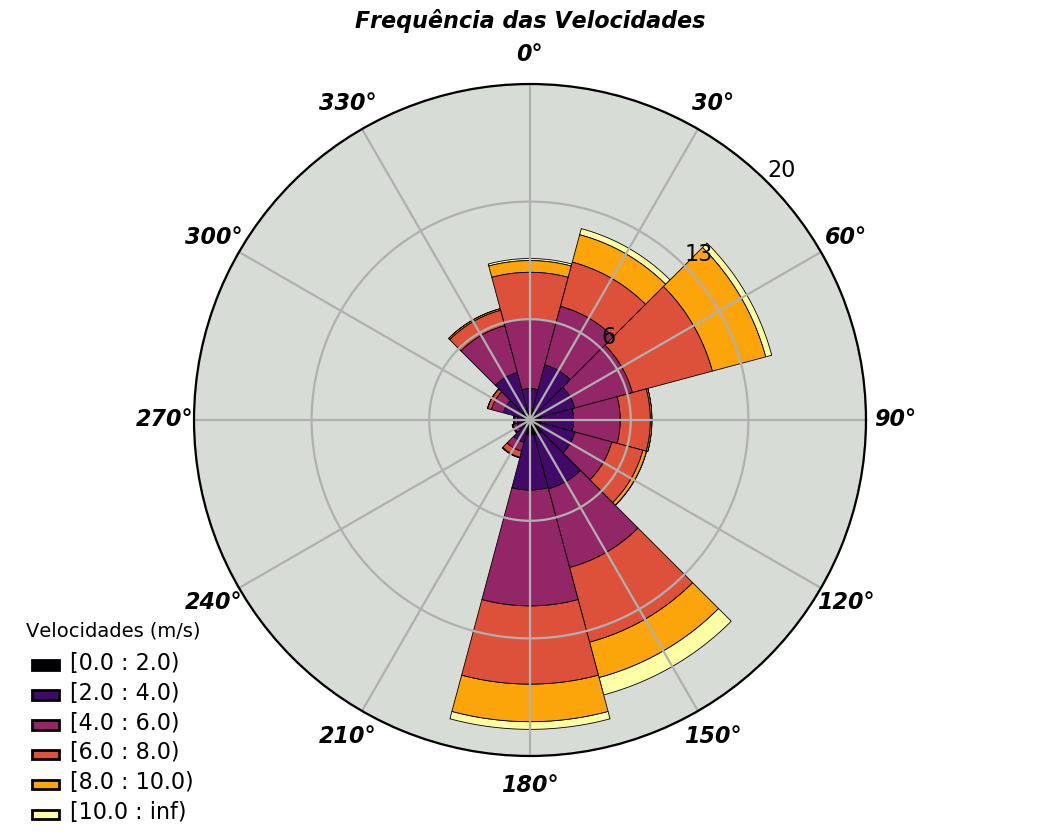 Frequência das Velocidades
0°
330°
30°
20
300°
60°
13
6
270°
90°
240°
120°
210°
150°
180°
Velocidades (m/s)
[0.0 : 2.0)
[2.0 : 4.0)
[4.0 : 6.0)
[6.0 : 8.0)
[8.0 : 10.0)
[10.0 : inf)